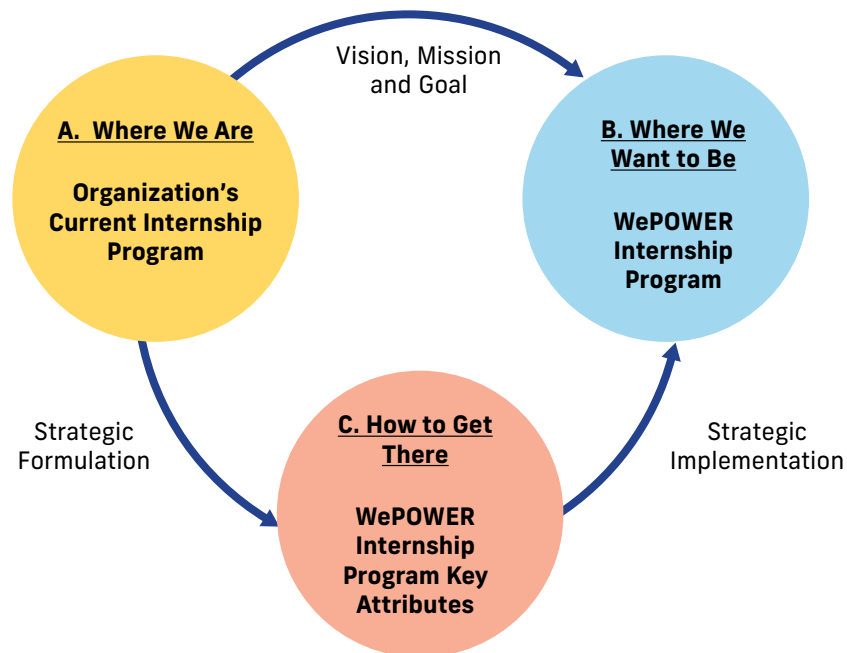 Vision, Mission
and Goal
A. Where We Are
Organization's
Current Internship
Program
B. Where We
Want to Be
WePOWER
Internship
Program
Strategic
Formulation
C. How to Get
There
WePOWER
Internship
Program Key
Attributes
Strategic
Implementation